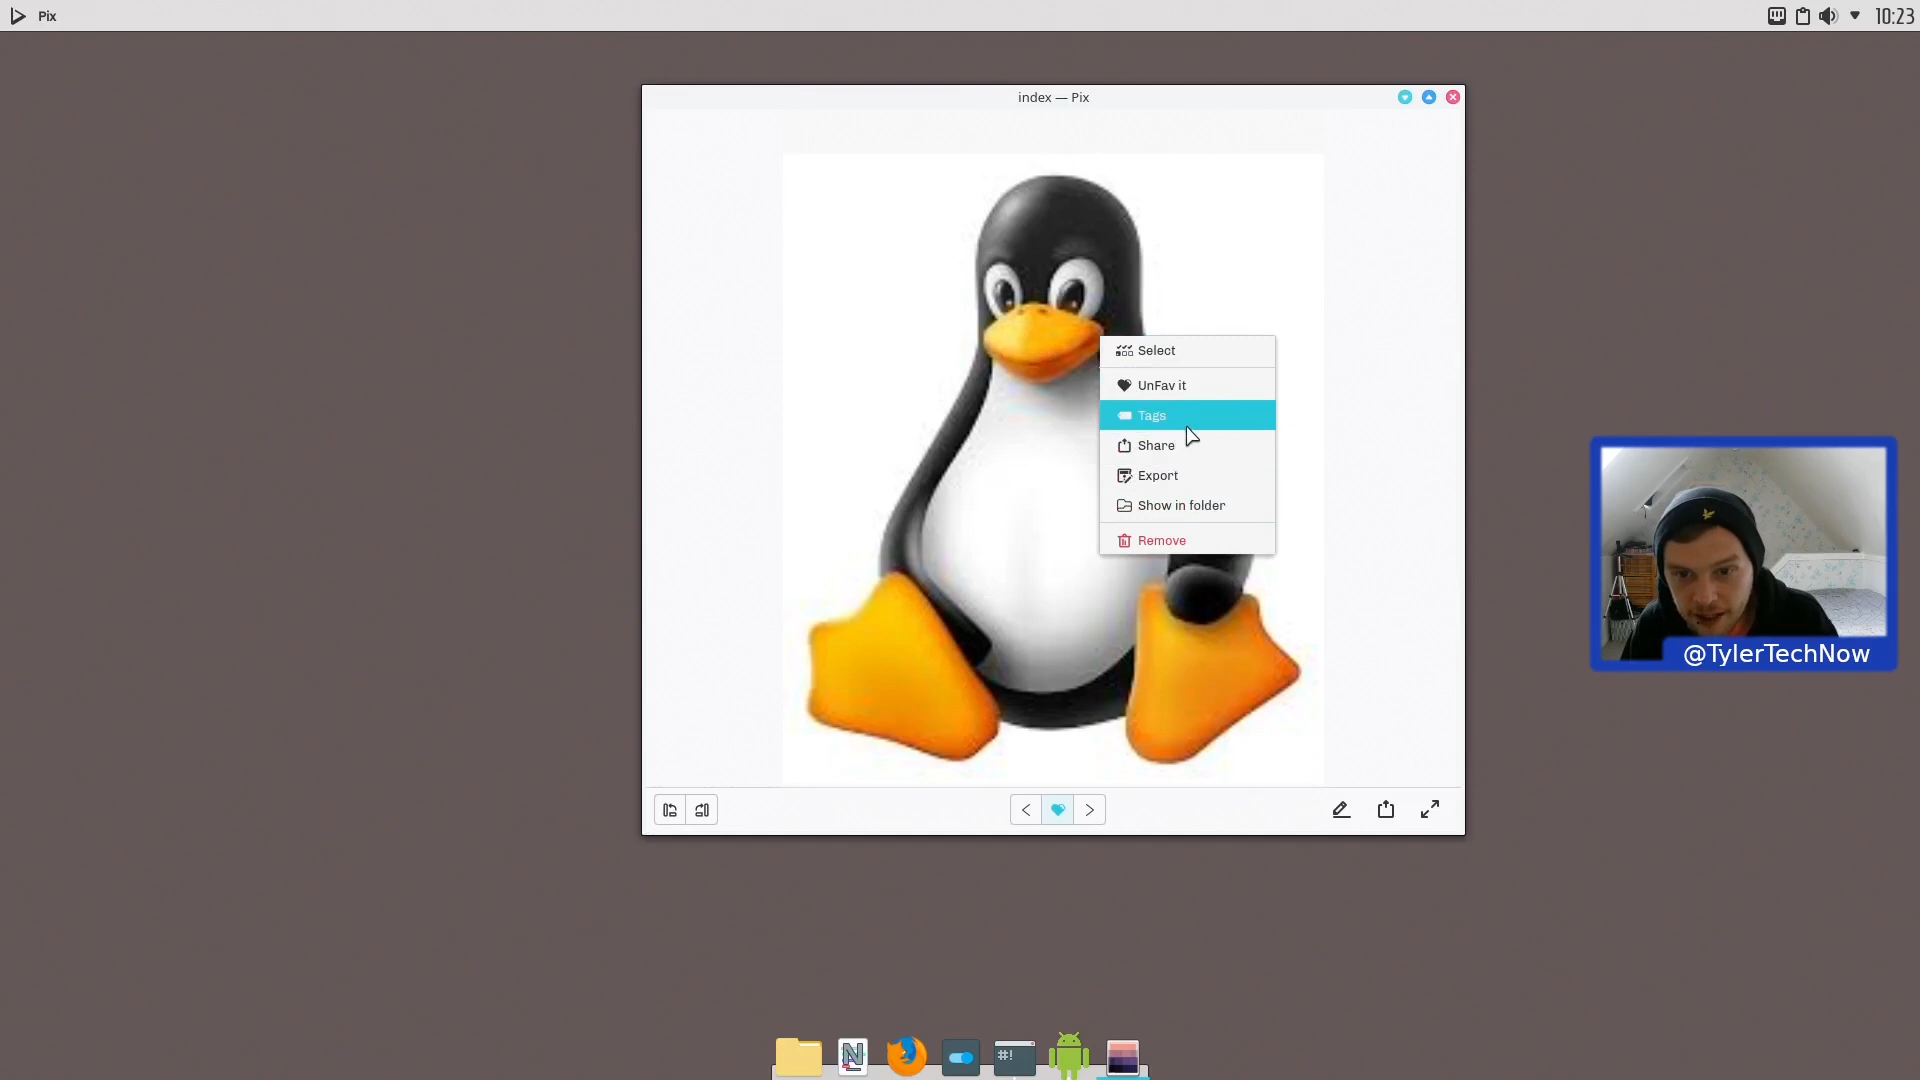 Pix
10:23
index — Pix
Select
UnFav it
Tags
Share
Export
Show in folder
Remove
@TylerTechNow
N
#!